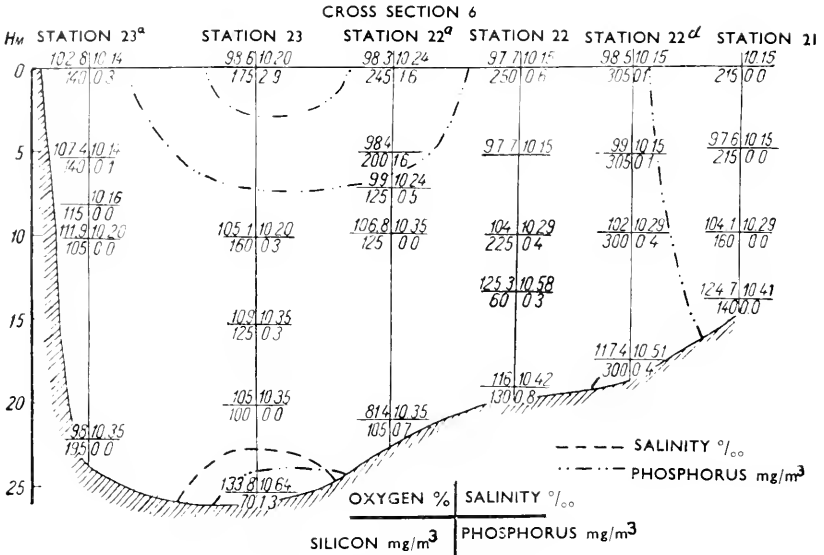 CROSS SECTION 6
HM STATION 23a STATION 23 STATION 22a STATION 22 STATION 22d STATION 21
102.8 10.14 98.6 10.20 98.3 10.24 97.7 10.15 98.5 10.15 10.15
0 140 0.3 175 2.9 245 1.6 250 0.6 305 0.1 215 0.0
98.4
107.4 10.14 97.7 10.15 99 10.15 97.6 10.15
5 140 0.1 200 1.6 305 0.1 215 0.0
99 10.24
125 0.5
10.16
115 0.0
111.9 10.20 105.1 10.20 106.8 10.35 104 10.29 102 10.29 104.1 10.29
10 105 0.0 160 0.3 125 0.0 225 0.4 300 0.4 160 0.0
125.3 10.58 124.7 10.41
60 0.3 140 0.0
109 10.35
15 125 0.3
117.4 10.51
300 0.4
116 10.42
130 0.8
105 10.35 81.4 10.35
20 100 0.0 105 0.7
98 10.35
195 0.0
SALINITY °/oo
PHOSPHORUS mg/m3
133.8 10.64
25 70 1.3
OXYGEN % SALINITY °/oo
SILICON mg/m3 PHOSPHORUS mg/m3